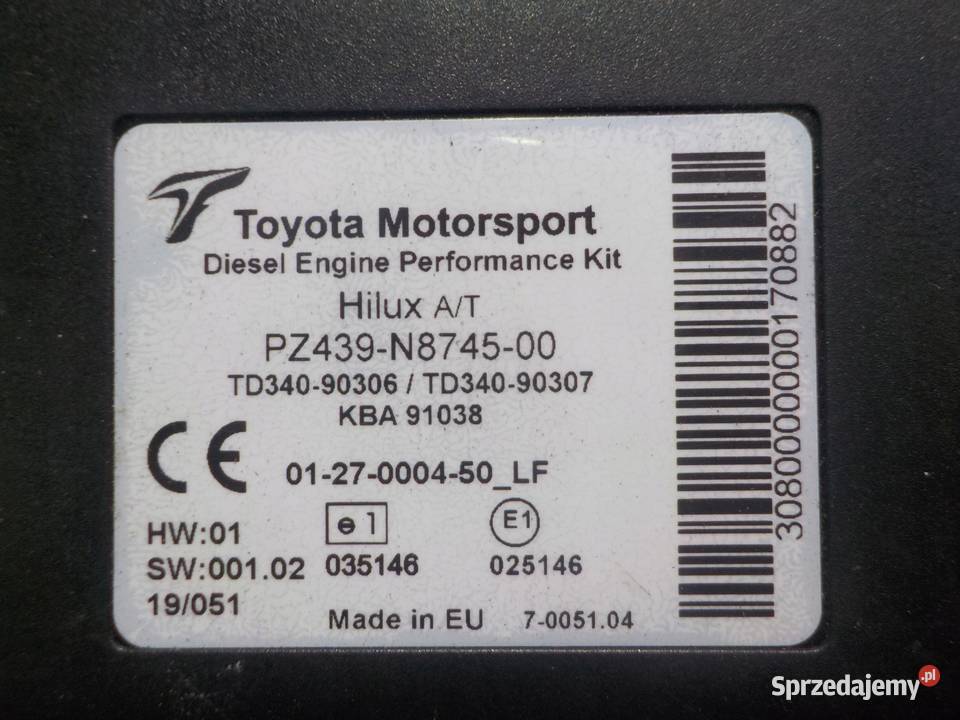 Toyota Motorsport
Diesel Engine Performance Kit
Hilux A/T
PZ439-N8745-00
TD340-90306 / TD340-90307
KBA 91038
CE
01-27-0004-50_LF
HW:01
e1
E1
SW:001.02
035146
025146
19/051
Made in EU
7-0051.04
3080000000170882
Sprzedajemy.pl